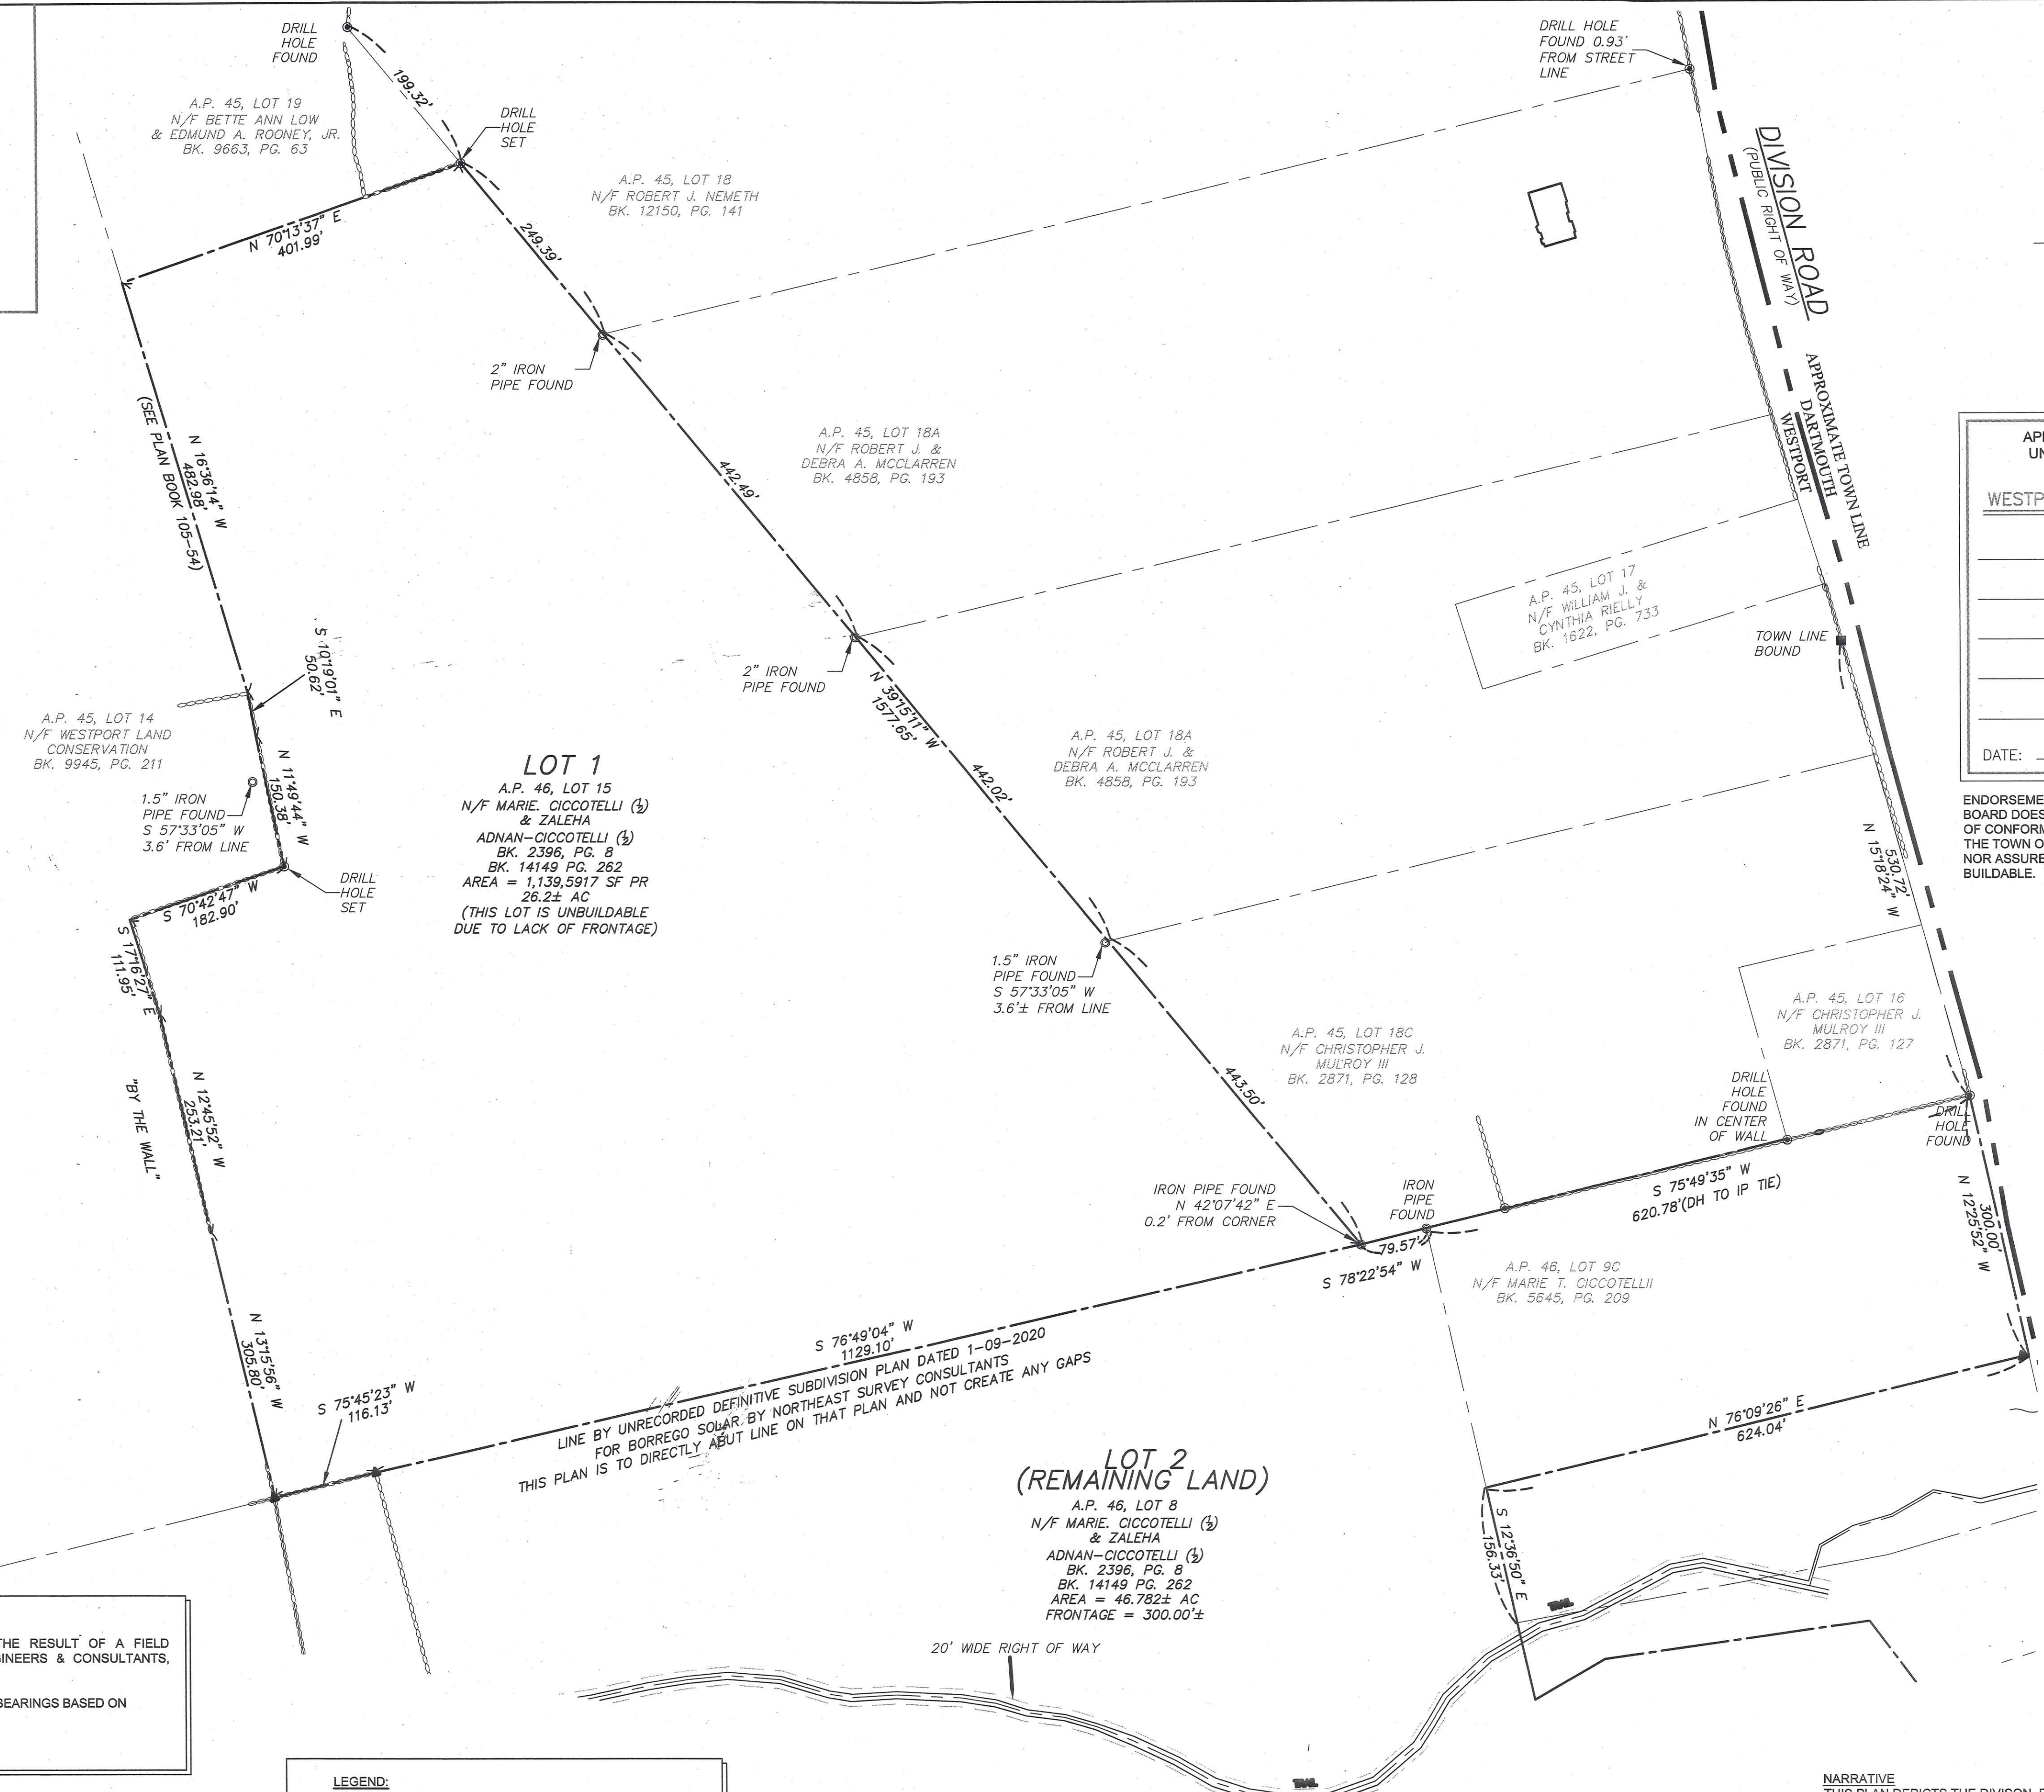 DRILL
HOLE
FOUND
199.32'
A.P. 45, LOT 19
N/F BETTE ANN LOW
& EDMUND A. ROONEY, JR.
BK. 9663, PG. 63
DRILL
HOLE
SET
A.P. 45, LOT 18
N/F ROBERT J. NEMETH
BK. 12150, PG. 141
DRILL HOLE
FOUND 0.93'
FROM STREET
LINE
DIVISION ROAD
(PUBLIC RIGHT OF WAY)
N 70°13'37" E
401.99'
249.39'
2" IRON
PIPE FOUND
APPROXIMATE TOWN LINE
DARTMOUTH
WESTPORT
N 16°36'14" W
482.98'
(SEE PLAN BOOK 105-54)
442.49'
A.P. 45, LOT 18A
N/F ROBERT J. &
DEBRA A. MCCLARREN
BK. 4858, PG. 193
A.P. 45, LOT 17
N/F WILLIAM J. &
CYNTHIA RIELLY
BK. 1622, PG. 733
TOWN LINE
BOUND
WESTP
DATE:
ENDORSEME
BOARD DOES
OF CONFORM
THE TOWN O
NOR ASSURE
BUILDABLE.
2" IRON
PIPE FOUND
N 39°15'11" W
1577.65'
S 10°19'01" E
50.62'
A.P. 45, LOT 14
N/F WESTPORT LAND
CONSERVATION
BK. 9945, PG. 211
1.5" IRON
PIPE FOUND
S 57°33'05" W
3.6' FROM LINE
N 11°49'44" W
150.38'
DRILL
HOLE
SET
LOT 1
A.P. 46, LOT 15
N/F MARIE. CICCOTELLI (½)
& ZALEHA
ADNAN-CICCOTELLI (½)
BK. 2396, PG. 8
BK. 14149 PG. 262
AREA = 1,139,5917 SF PR
26.2± AC
(THIS LOT IS UNBUILDABLE
DUE TO LACK OF FRONTAGE)
442.02'
A.P. 45, LOT 18A
N/F ROBERT J. &
DEBRA A. MCCLARREN
BK. 4858, PG. 193
530.72'
N 15°18'24" W
S 70°42'47" W
182.90'
S 17°16'27" E
111.95'
1.5" IRON
PIPE FOUND
S 57°33'05" W
3.6'± FROM LINE
A.P. 45, LOT 18C
N/F CHRISTOPHER J.
MULROY III
BK. 2871, PG. 128
A.P. 45, LOT 16
N/F CHRISTOPHER J.
MULROY III
BK. 2871, PG. 127
443.50'
DRILL
HOLE
FOUND
IN CENTER
OF WALL
DRILL
HOLE
FOUND
"BY THE WALL"
N 12°45'52" W
253.21'
IRON PIPE FOUND
N 42°07'42" E
0.2' FROM CORNER
IRON
PIPE
FOUND
S 75°49'35" W
620.78'(DH TO IP TIE)
300.00'
N 12°25'52" W
79.57'
S 78°22'54" W
A.P. 46, LOT 9C
N/F MARIE T. CICCOTELLII
BK. 5645, PG. 209
N 13°15'56" W
305.80'
S 75°45'23" W
116.13'
S 76°49'04" W
1129.10'
LINE BY UNRECORDED DEFINITIVE SUBDIVISION PLAN DATED 1-09-2020
FOR BORREGO SOLAR BY NORTHEAST SURVEY CONSULTANTS
THIS PLAN IS TO DIRECTLY ABUT LINE ON THAT PLAN AND NOT CREATE ANY GAPS
N 76°09'26" E
624.04'
LOT 2
(REMAINING LAND)
A.P. 46, LOT 8
N/F MARIE. CICCOTELLI (½)
& ZALEHA
ADNAN-CICCOTELLI (½)
BK. 2396, PG. 8
BK. 14149 PG. 262
AREA = 46.782± AC
FRONTAGE = 300.00'±
S 12°36'50" E
156.33'
TRAIL
20' WIDE RIGHT OF WAY
TRAIL
THE RESULT OF A FIELD
GINEERS & CONSULTANTS,
BEARINGS BASED ON
LEGEND:
NARRATIVE